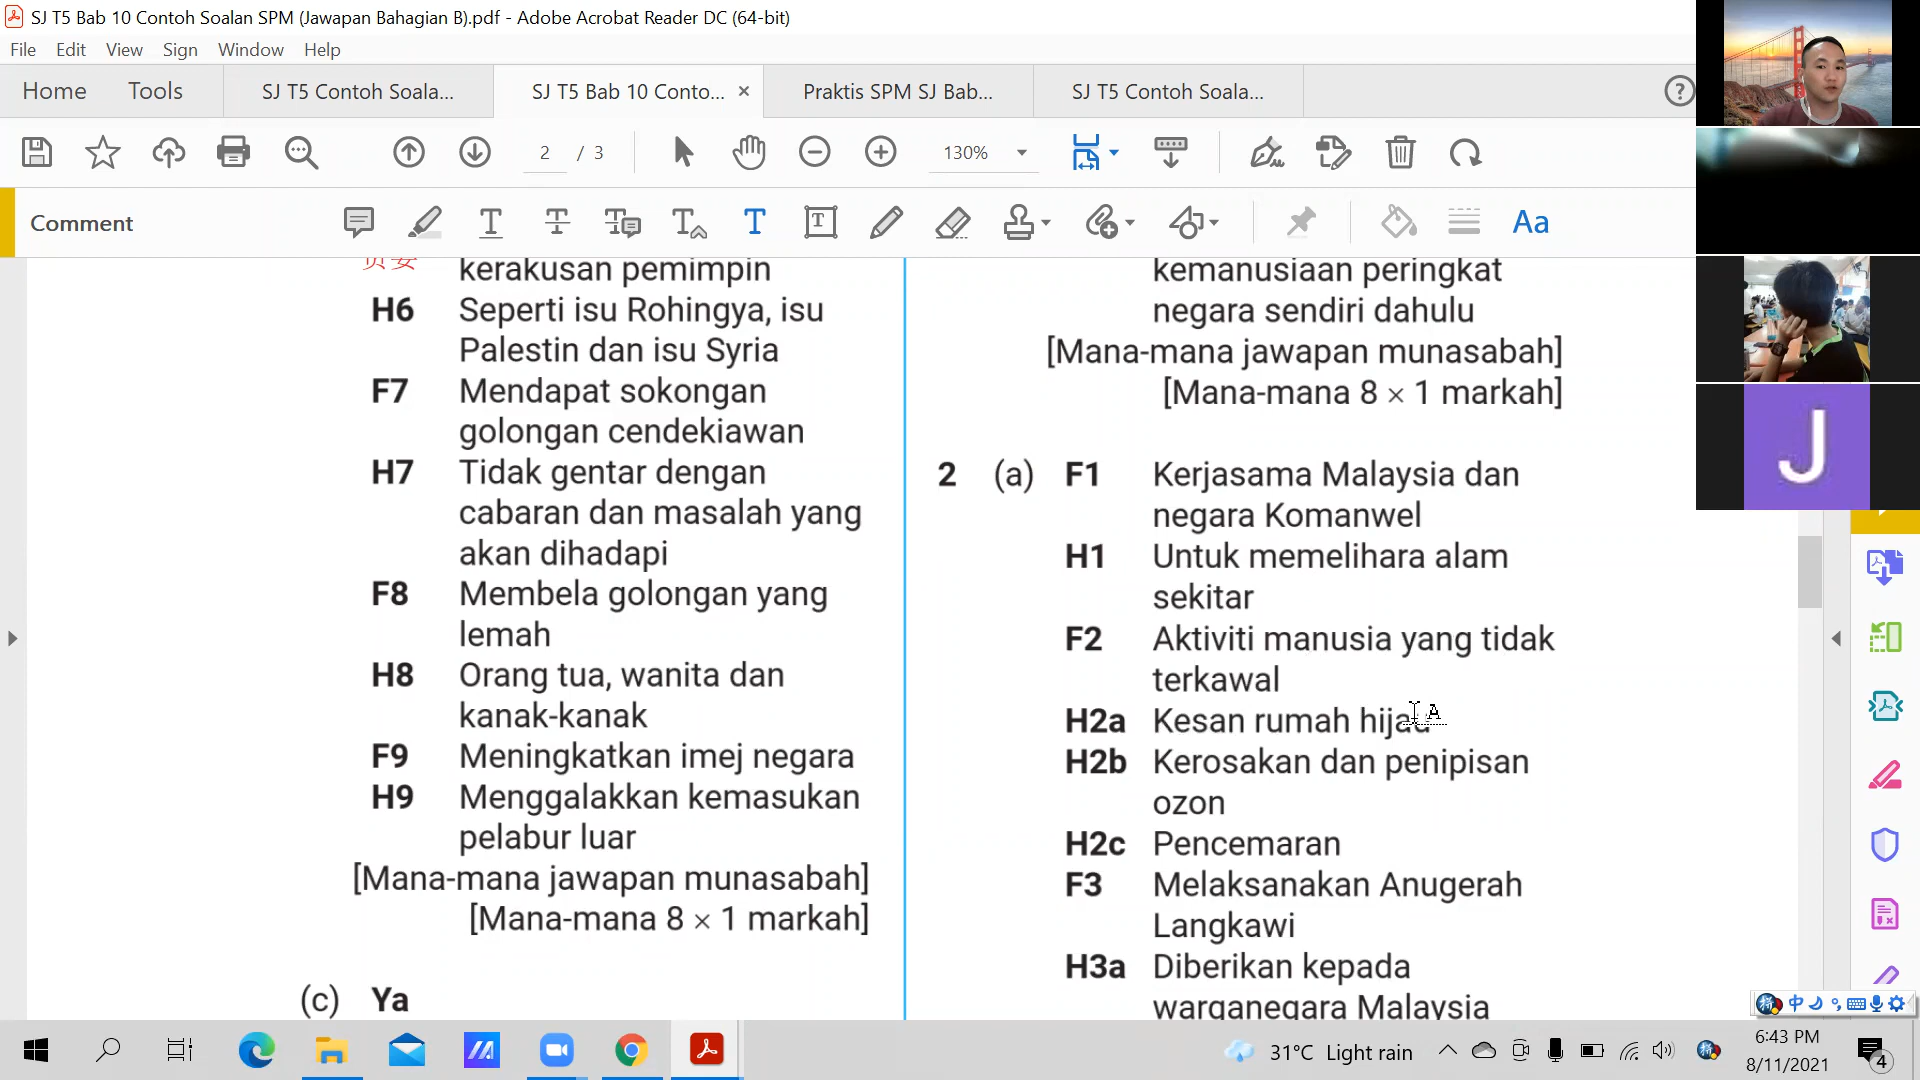 SJ T5 Bab 10 Contoh Soalan SPM (Jawapan Bahagian B).pdf - Adobe Acrobat Reader DC (64-bit)
File Edit View Sign Window Help
Home Tools SJ T5 Contoh Soala... SJ T5 Bab 10 Conto... × Praktis SPM SJ Bab... SJ T5 Contoh Soala...
2 / 3 130%
Comment Aa
kerakusan pemimpin
H6 Seperti isu Rohingya, isu
Palestin dan isu Syria
F7 Mendapat sokongan
golongan cendekiawan
H7 Tidak gentar dengan
cabaran dan masalah yang
akan dihadapi
F8 Membela golongan yang
lemah
H8 Orang tua, wanita dan
kanak-kanak
F9 Meningkatkan imej negara
H9 Menggalakkan kemasukan
pelabur luar
[Mana-mana jawapan munasabah]
[Mana-mana 8 × 1 markah]
(c) Ya
kemanusiaan peringkat
negara sendiri dahulu
[Mana-mana jawapan munasabah]
[Mana-mana 8 × 1 markah]
2 (a) F1 Kerjasama Malaysia dan
negara Komanwel
H1 Untuk memelihara alam
sekitar
F2 Aktiviti manusia yang tidak
terkawal
H2a Kesan rumah hijau
H2b Kerosakan dan penipisan
ozon
H2c Pencemaran
F3 Melaksanakan Anugerah
Langkawi
H3a Diberikan kepada
warganegara Malaysia
J
中
31°C Light rain
6:43 PM
8/11/2021
4